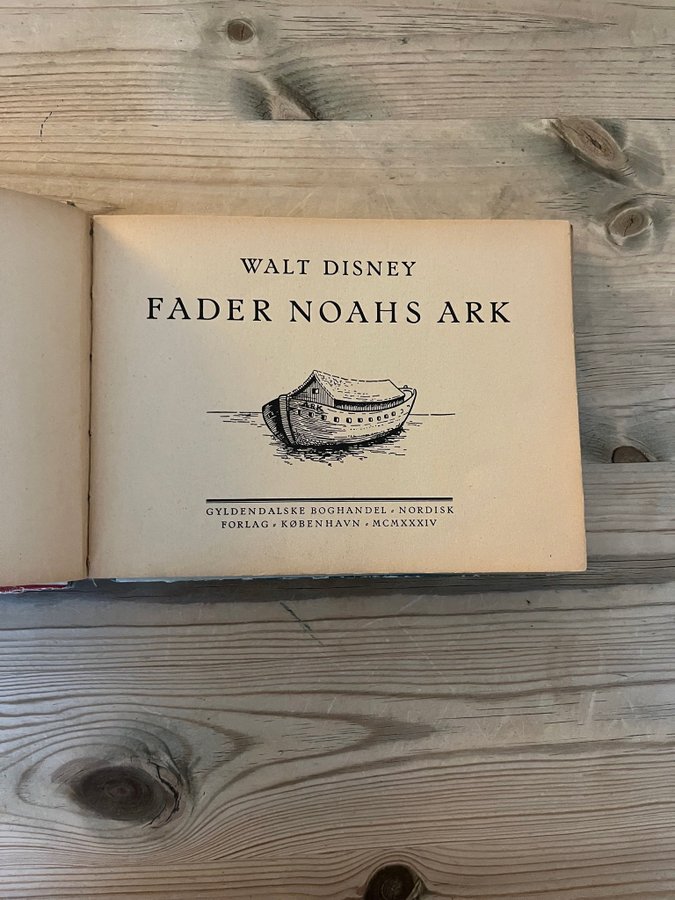 WALT DISNEY
FADER NOAHS ARK
GYLDENDALSKE BOGHANDEL • NORDISK
FORLAG • KØBENHAVN • MCMXXXIV